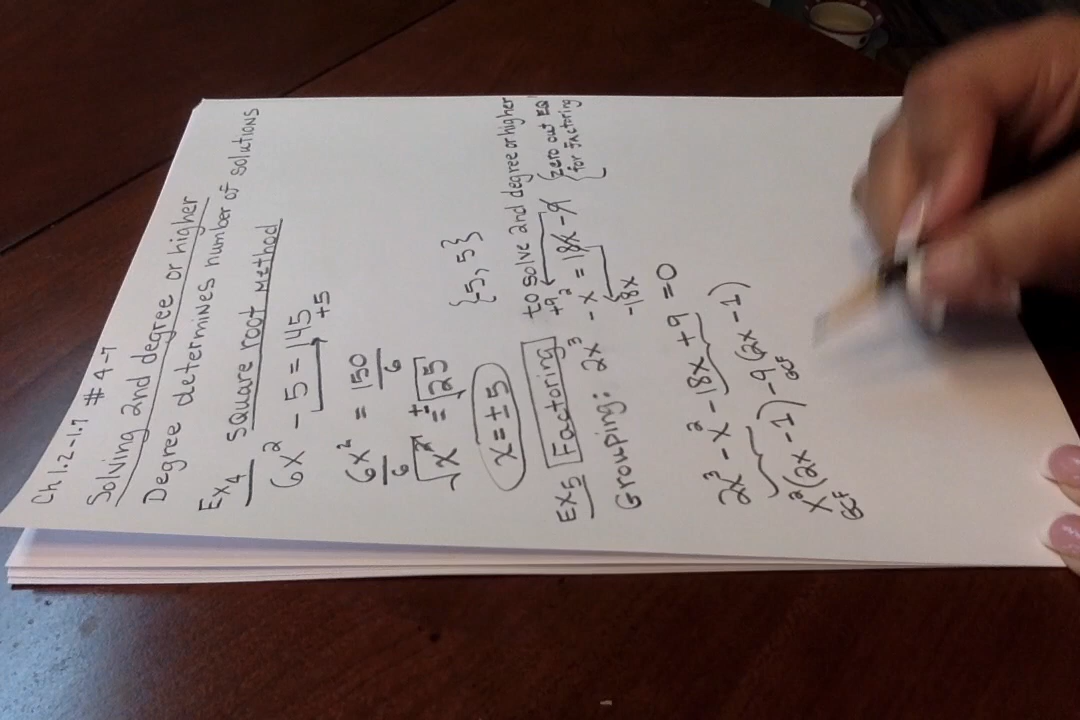 Ch 1.2-1.7 # 4-7
Solving 2nd degree or higher
Degree determines number of solutions
Ex4 square root method
6x² - 5 = 145
+5
6x² = 150
6 6
√x² = ±√25
x = ±5
{5, 5}
Ex5 Factoring to solve 2nd degree or higher
+9
Grouping: 2x³ - x² = 18x - 9 {zero out EQ
for factoring
-18x
2x³ - x² - 18x + 9 = 0
x²(2x - 1) - 9(2x - 1)
GCF GCF